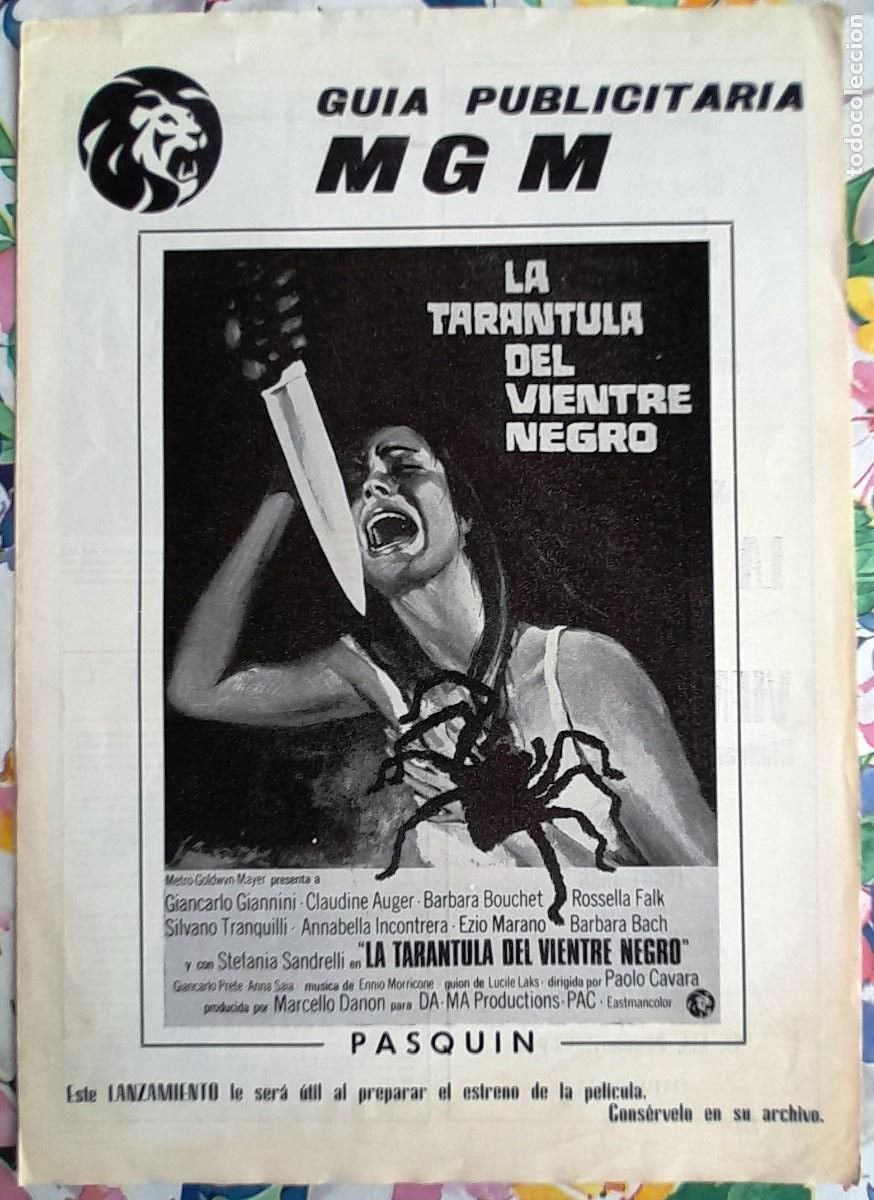 GUIA PUBLICITARIA
MGM
LA
TARANTULA
DEL
VIENTRE
NEGRO
Metro-Goldwyn-Mayer presenta a
Giancarlo Giannini · Claudine Auger · Barbara Bouchet · Rossella Falk
Silvano Tranquilli · Annabella Incontrera · Ezio Marano · Barbara Bach
y con Stefania Sandrelli en "LA TARANTULA DEL VIENTRE NEGRO"
Giancarlo Prete · Anna Saia · musica de Ennio Morricone · guion de Lucile Laks · dirigida por Paolo Cavara
producida por Marcello Danon para DA·MA Productions·PAC · Eastmancolor
PASQUIN
Este LANZAMIENTO le será útil al preparar el estreno de la película.
Consérvelo en su archivo.
todocoleccion